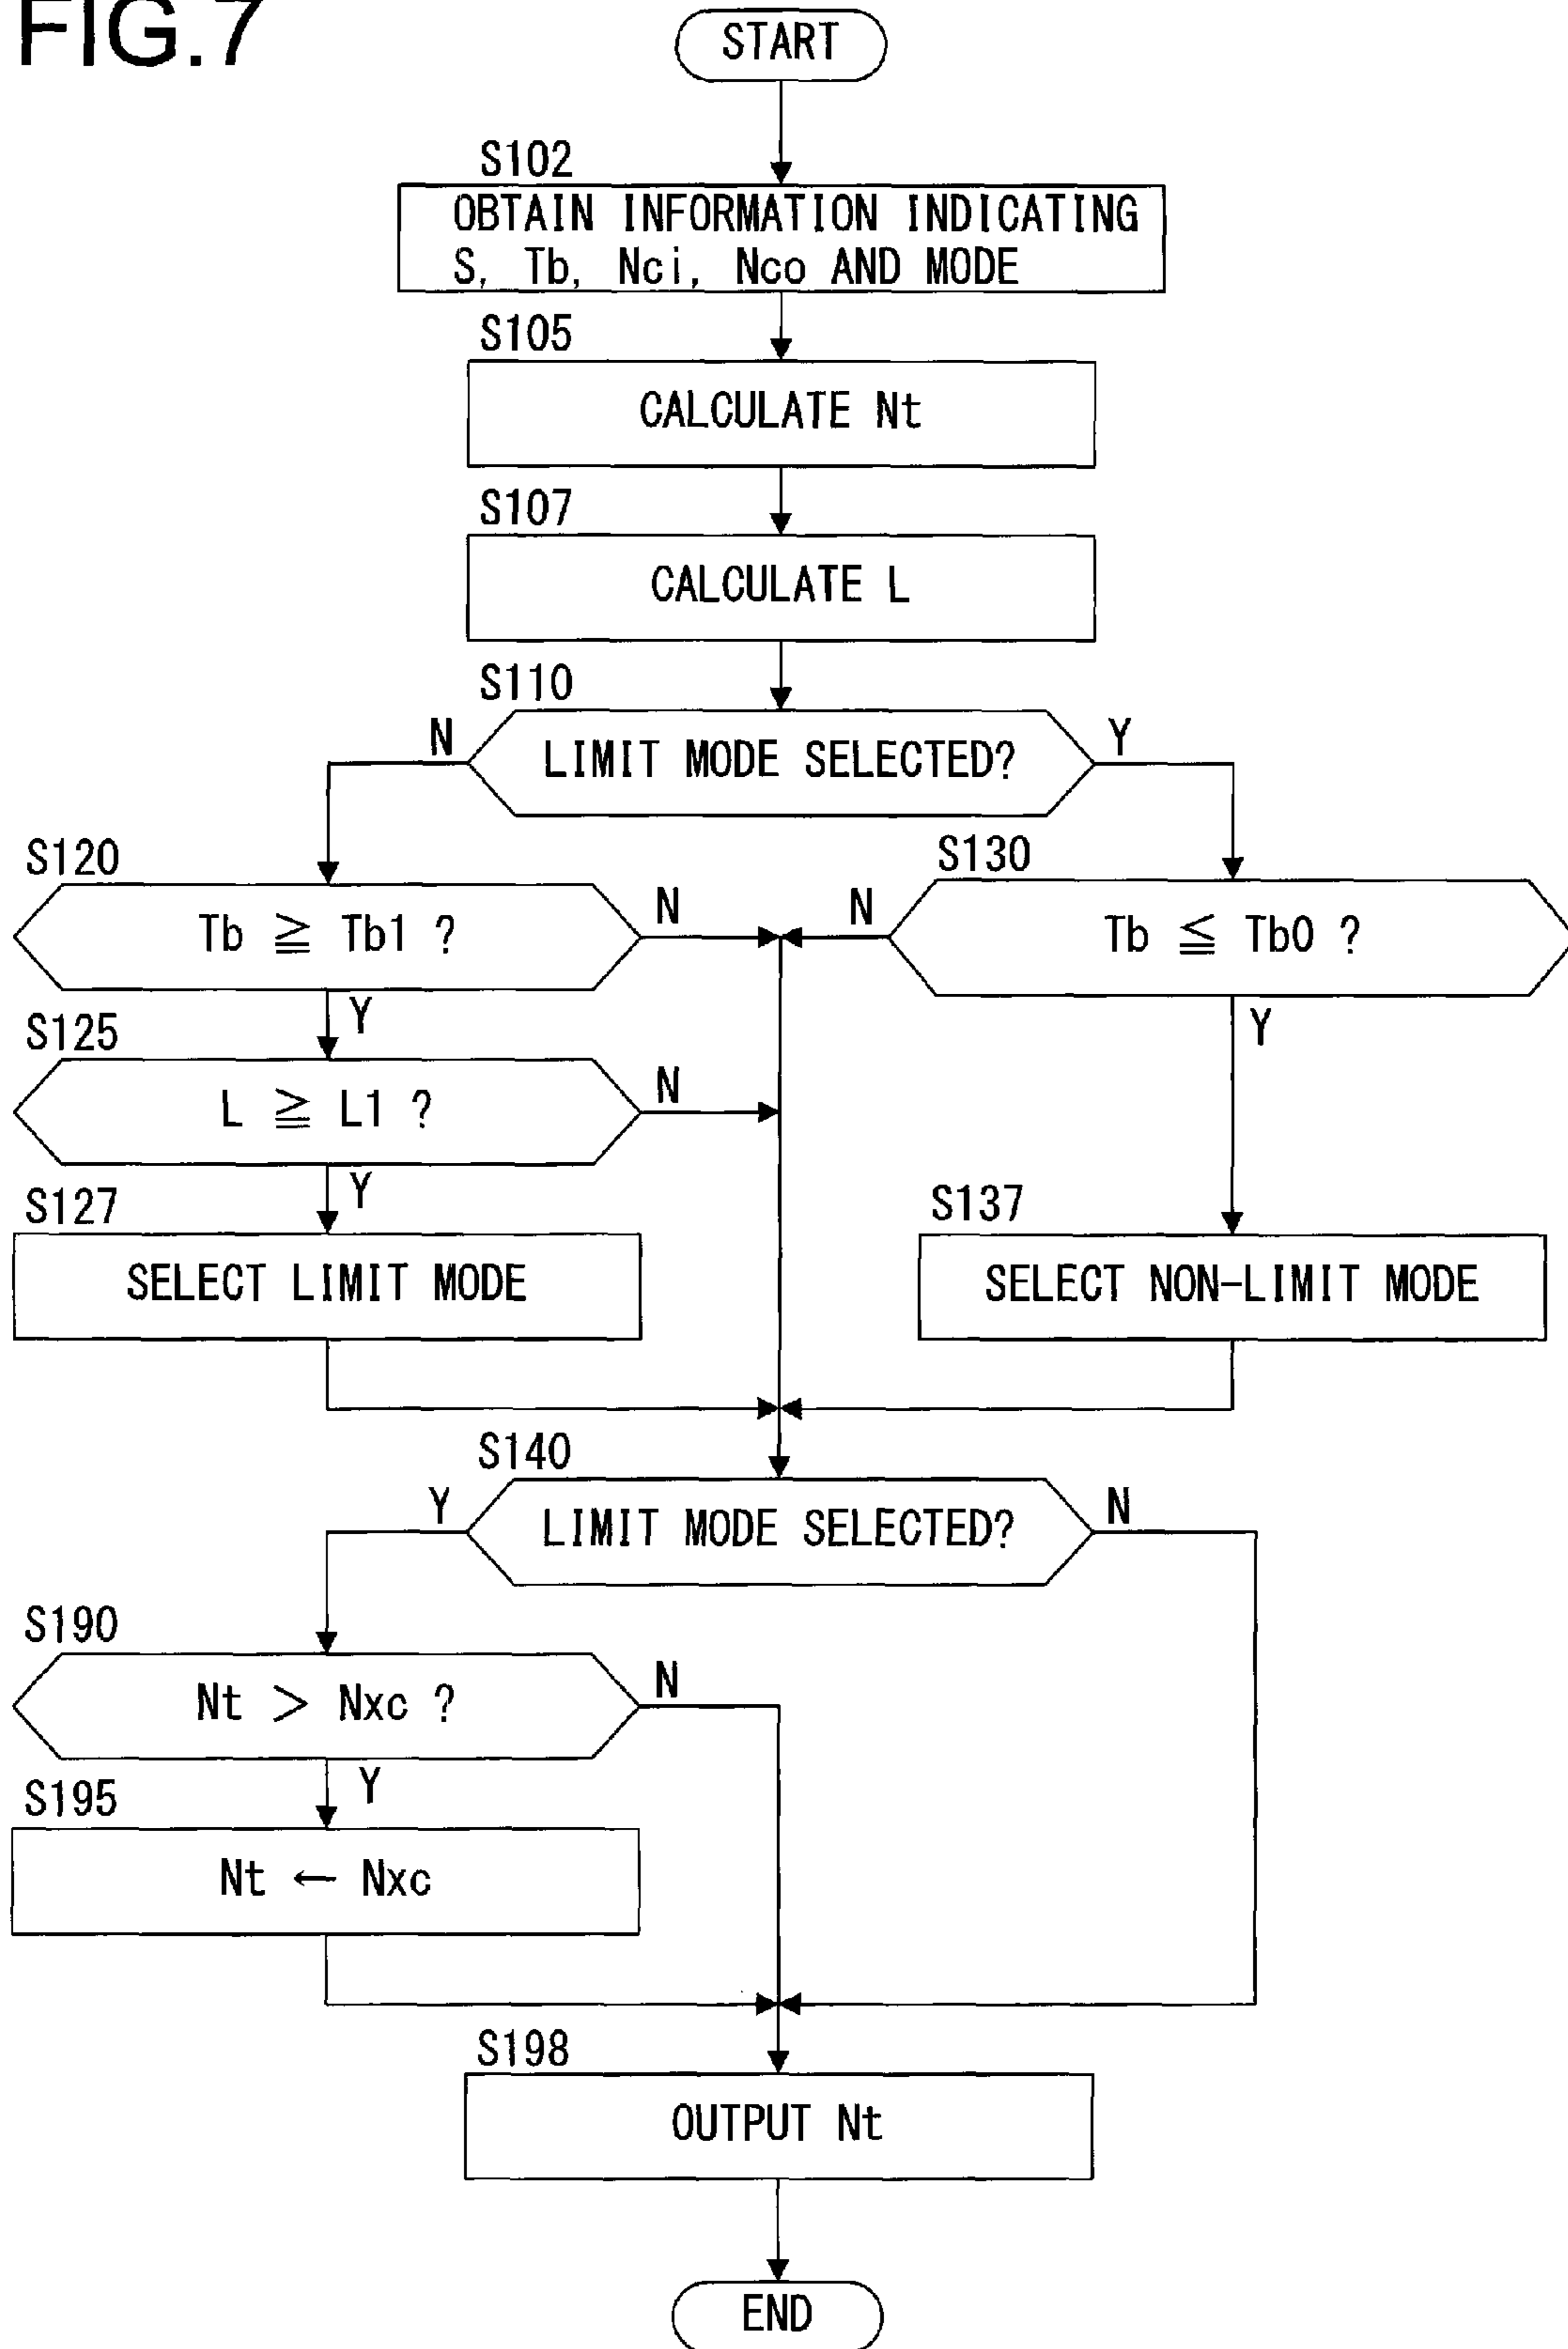 FIG.7
START
S102
OBTAIN INFORMATION INDICATING
S, Tb, Nci, Nco AND MODE
S105
CALCULATE Nt
S107
CALCULATE L
S110
N
LIMIT MODE SELECTED?
Y
S120
Tb ≧ Tb1 ?
N
N
S130
Tb ≦ Tb0 ?
Y
Y
S125
L ≧ L1 ?
N
Y
S127
SELECT LIMIT MODE
S137
SELECT NON-LIMIT MODE
S140
Y
LIMIT MODE SELECTED?
N
S190
Nt > Nxc ?
N
Y
S195
Nt ← Nxc
S198
OUTPUT Nt
END